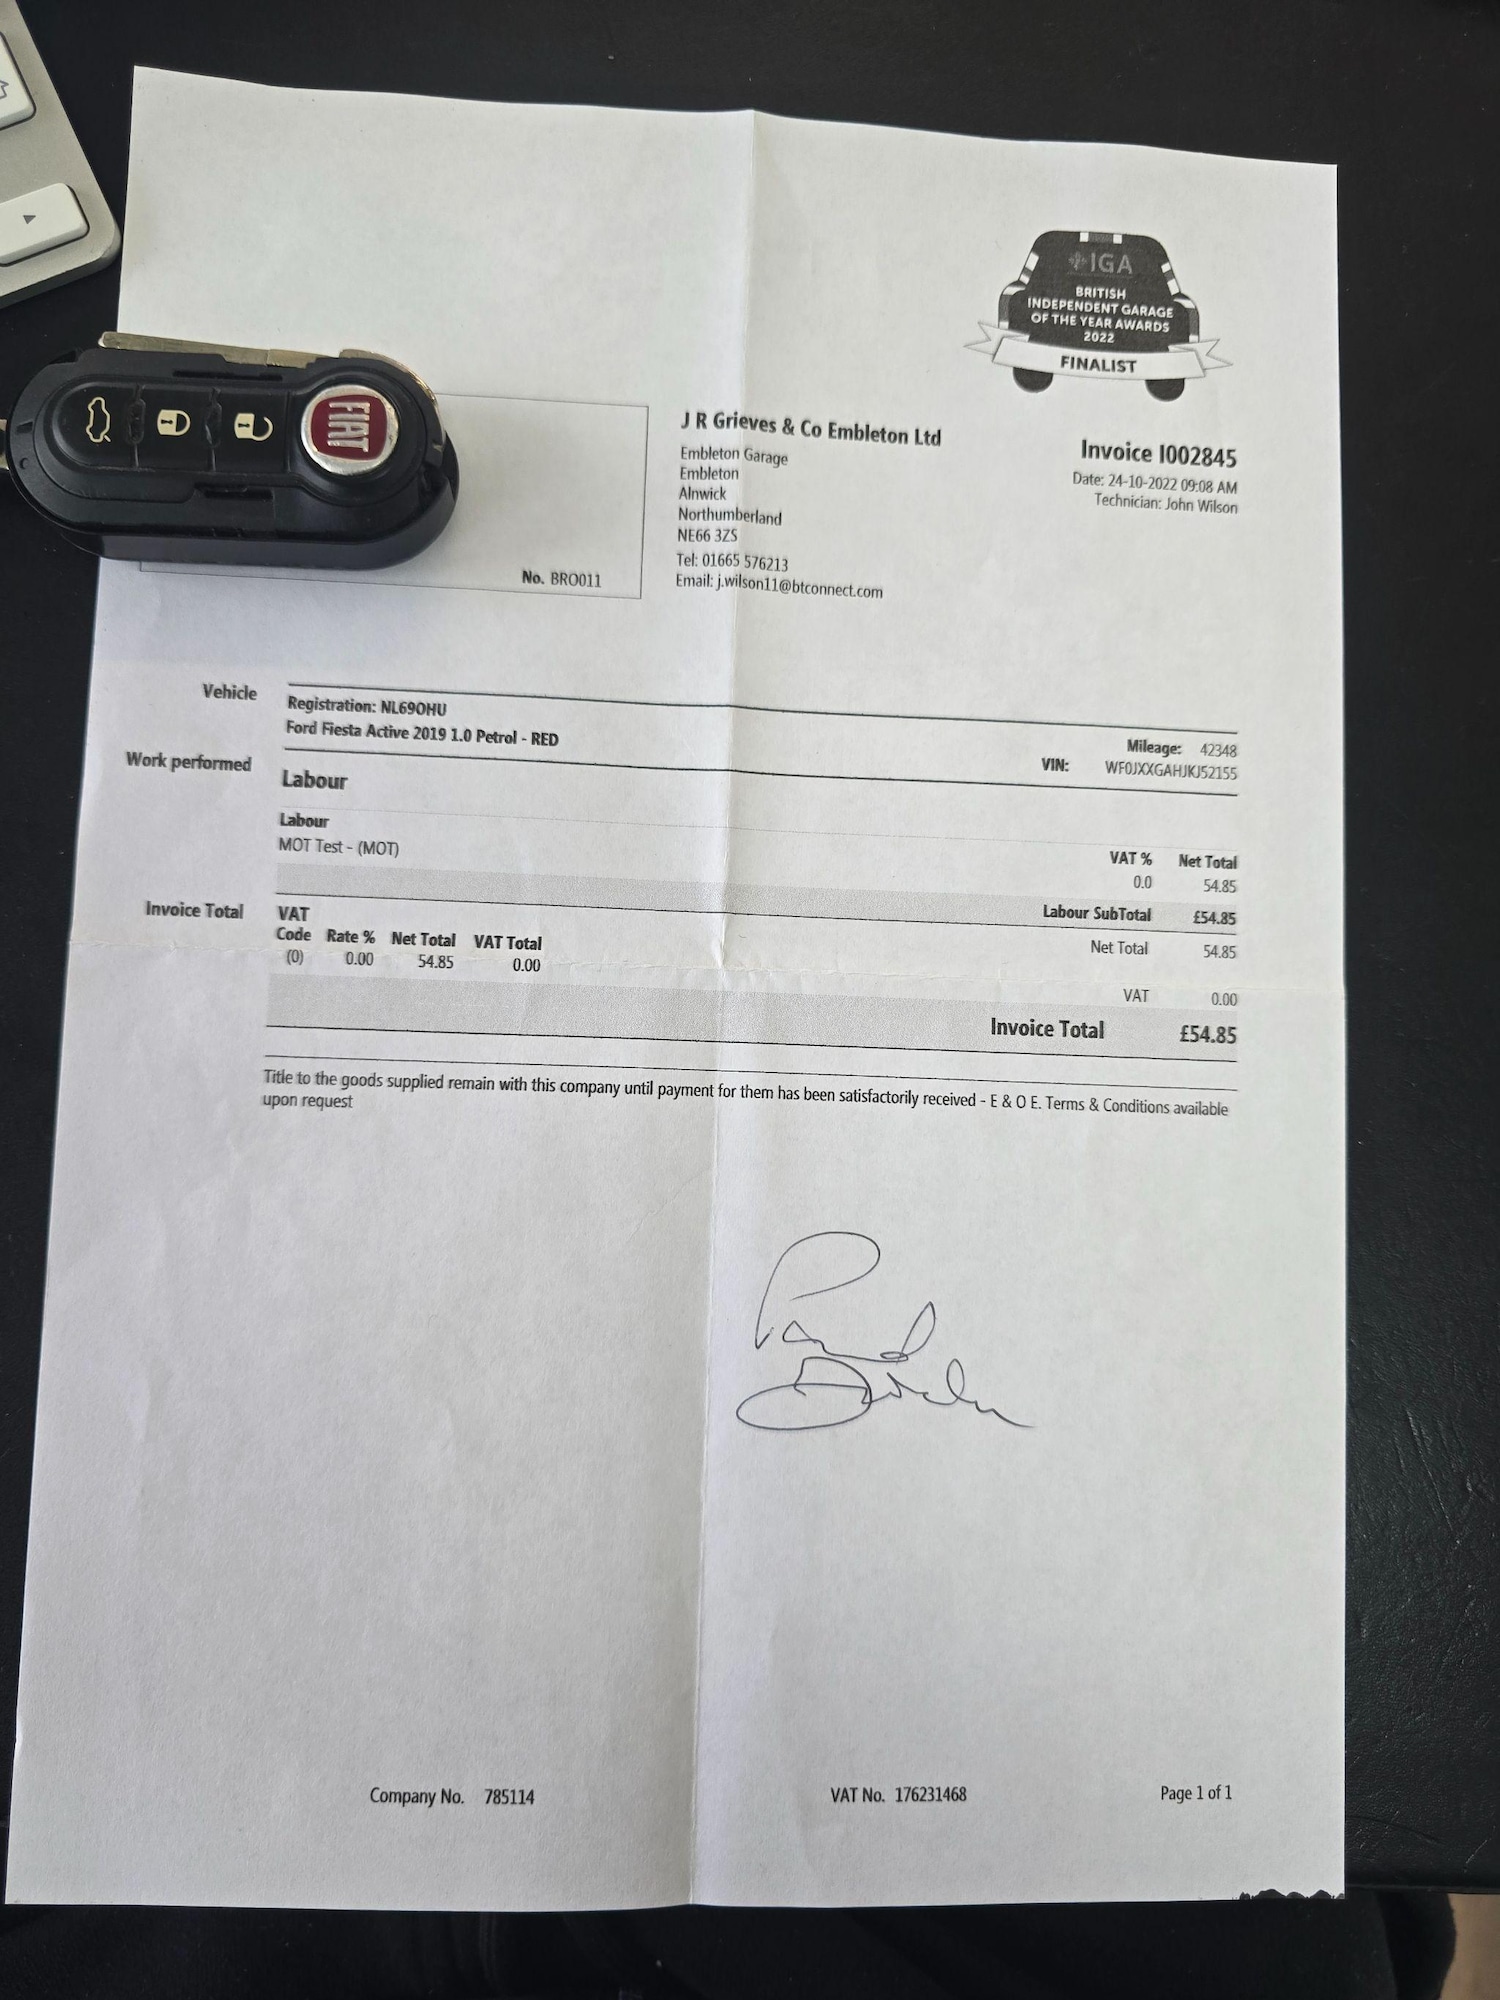 FIAT
IGA
BRITISH
INDEPENDENT GARAGE
OF THE YEAR AWARDS
2022
FINALIST
No. BRO011
J R Grieves & Co Embleton Ltd
Embleton Garage
Embleton
Alnwick
Northumberland
NE66 3ZS
Tel: 01665 576213
Email: j.wilson11@btconnect.com
Invoice I002845
Date: 24-10-2022 09:08 AM
Technician: John Wilson
Vehicle
Registration: NL69OHU
Ford Fiesta Active 2019 1.0 Petrol - RED
Mileage: 42348
VIN: WF0JXXGAHJKJ52155
Work performed
Labour
Labour
MOT Test - (MOT)
VAT % Net Total
0.0 54.85
Labour SubTotal £54.85
Invoice Total
VAT
Code Rate % Net Total VAT Total
(0) 0.00 54.85 0.00
Net Total 54.85
VAT 0.00
Invoice Total £54.85
Title to the goods supplied remain with this company until payment for them has been satisfactorily received - E & O E. Terms & Conditions available
upon request
Company No. 785114 VAT No. 176231468 Page 1 of 1